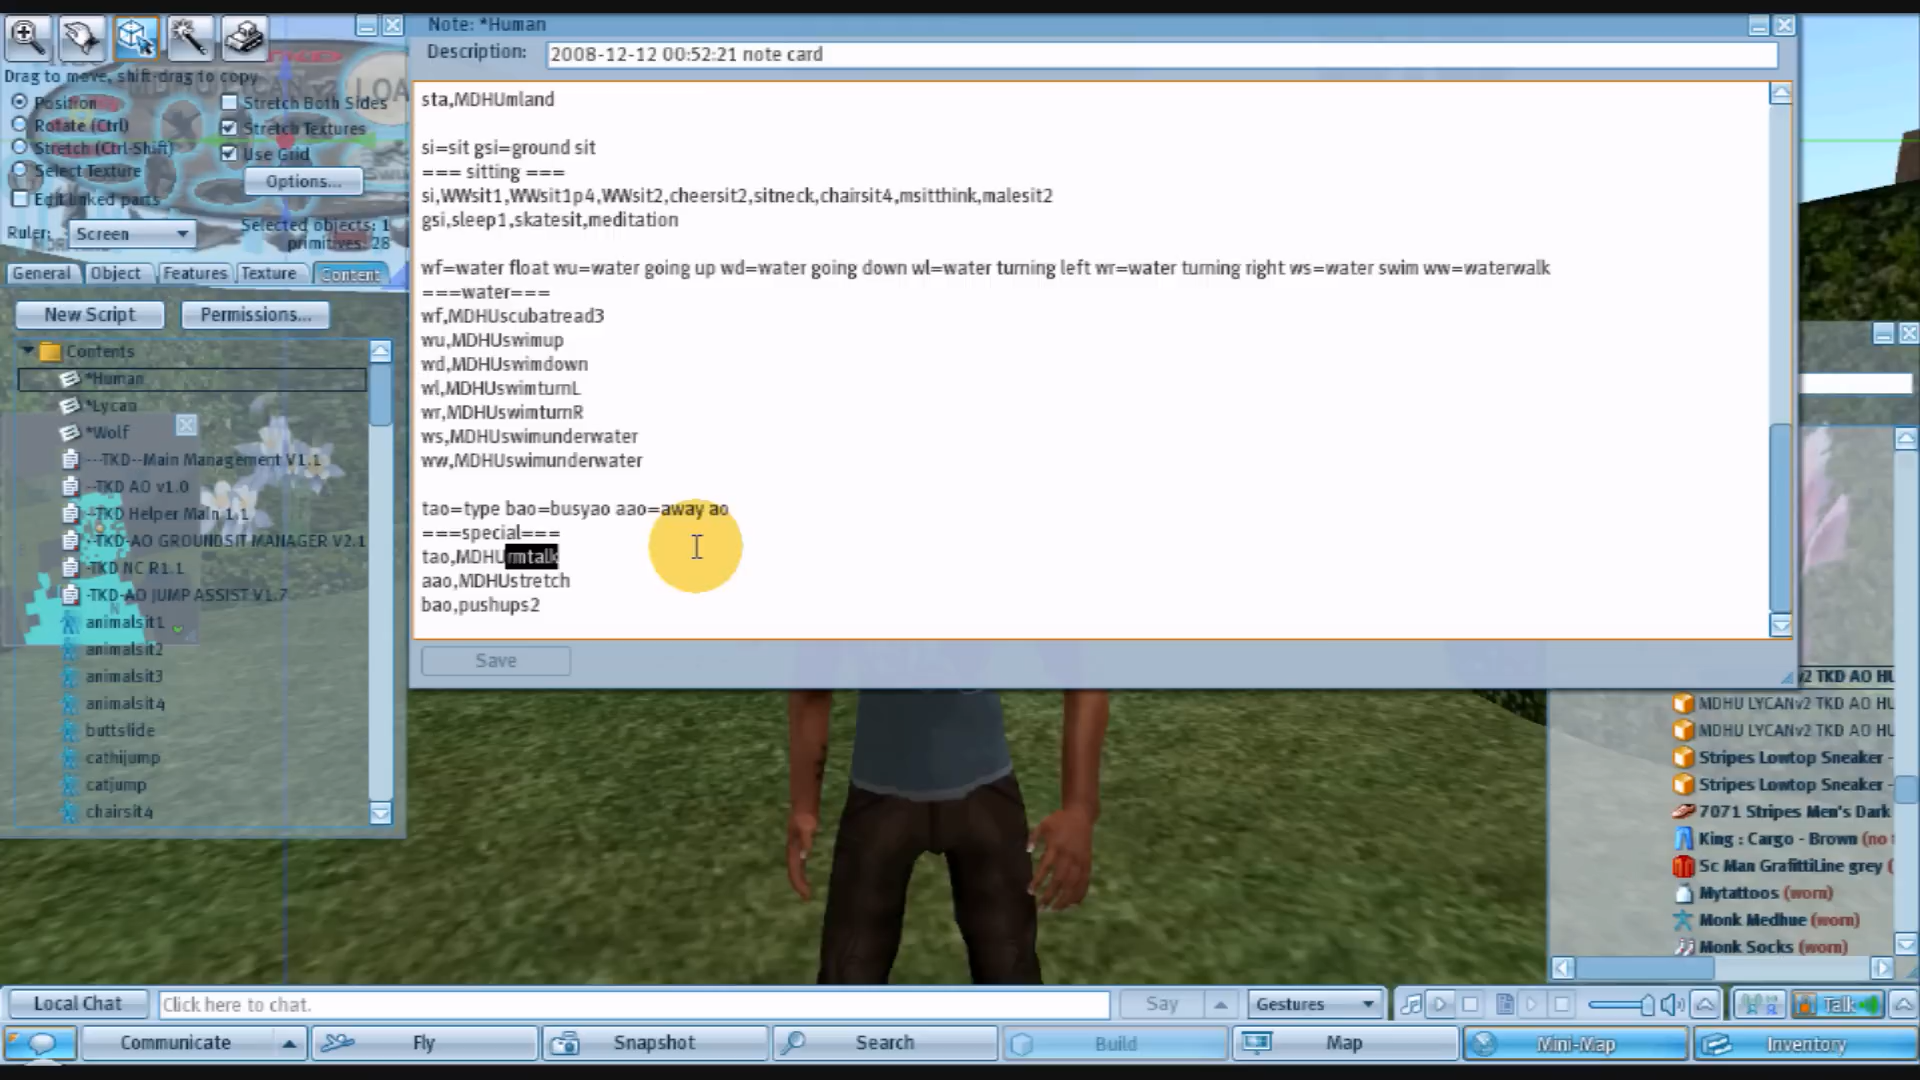 Note: *Human
Description: 2008-12-12 00:52:21 note card
sta,MDHUmland
si=sit gsi=ground sit
=== sitting ===
si,WWsit1,WWsit1p4,WWsit2,cheersit2,sitneck,chairsit4,msitthink,malesit2
gsi,sleep1,skatesit,meditation
wf=water float wu=water going up wd=water going down wl=water turning left wr=water turning right ws=water swim ww=waterwalk
===water===
wf,MDHUscubatread3
wu,MDHUswimup
wd,MDHUswimdown
wl,MDHUswimturnL
wr,MDHUswimturnR
ws,MDHUswimunderwater
ww,MDHUswimunderwater
tao=type bao=busyao aao=away ao
===special===
tao,MDHUrmtalk
aao,MDHUstretch
bao,pushups2
Save
Drag to move, shift-drag to copy
Position
Stretch Both Sides
Rotate (Ctrl)
Stretch Textures
Stretch (Ctrl-Shift)
Use Grid
Select Texture
Options...
Edit linked parts
Ruler: Screen
Selected objects: 1
primitives: 28
General Object Features Texture Content
New Script Permissions...
Contents
*Human
*Lycan
*Wolf
---TKD--Main Management V1.1
--TKD AO v1.0
--TKD Helper Main 1.1
--TKD-AO GROUNDSIT MANAGER V2.1
-TKD NC R1.1
-TKD-AO JUMP ASSIST V1.7
animalsit1
animalsit2
animalsit3
animalsit4
buttslide
cathijump
catjump
chairsit4
v2 TKD AO HU
MDHU LYCANv2 TKD AO HU
MDHU LYCANv2 TKD AO HU
Stripes Lowtop Sneaker -
Stripes Lowtop Sneaker -
7071 Stripes Men's Dark
King : Cargo - Brown (no
Sc Man GrafittiLine grey (
Mytattoos (worn)
Monk Medhue (worn)
Monk Socks (worn)
Local Chat Click here to chat. Say Gestures Talk
Communicate Fly Snapshot Search Build Map Mini-Map Inventory